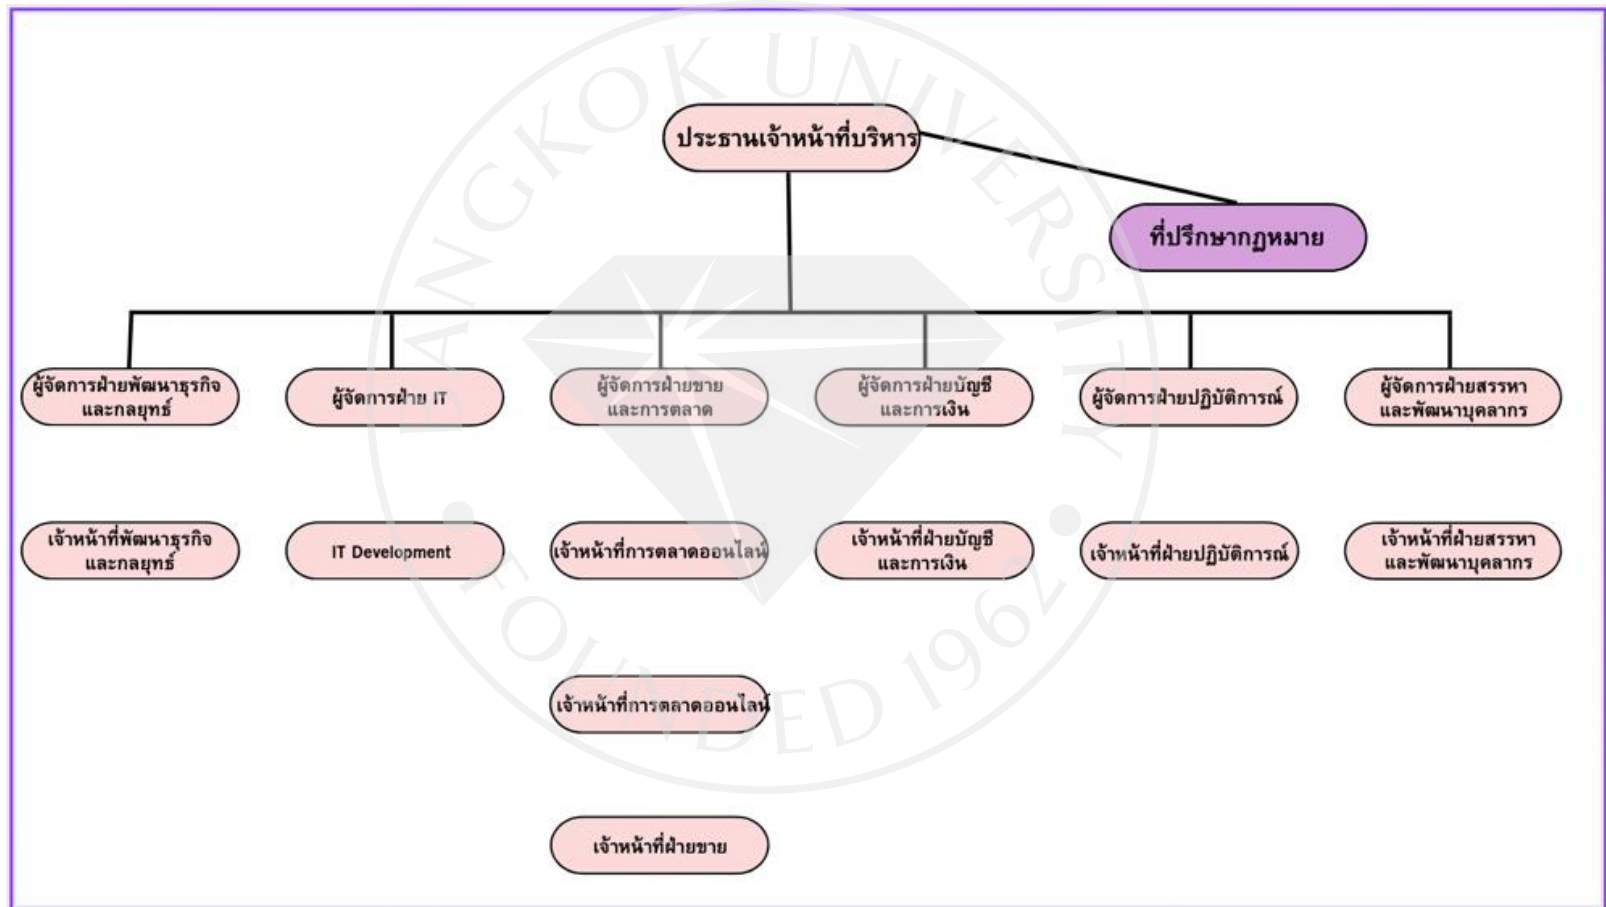 BANGKOK UNIVERSITY
ประธานเจ้าหน้าที่บริหาร
ที่ปรึกษากฎหมาย
ผู้จัดการฝ่ายพัฒนาธุรกิจ
และกลยุทธ์
ผู้จัดการฝ่าย IT
ผู้จัดการฝ่ายขาย
และการตลาด
ผู้จัดการฝ่ายบัญชี
และการเงิน
ผู้จัดการฝ่ายปฏิบัติการณ์
ผู้จัดการฝ่ายสรรหา
และพัฒนาบุคลากร
เจ้าหน้าที่พัฒนาธุรกิจ
และกลยุทธ์
IT Development
เจ้าหน้าที่การตลาดออนไลน์
เจ้าหน้าที่ฝ่ายบัญชี
และการเงิน
เจ้าหน้าที่ฝ่ายปฏิบัติการณ์
เจ้าหน้าที่ฝ่ายสรรหา
และพัฒนาบุคลากร
เจ้าหน้าที่การตลาดออนไลน์
เจ้าหน้าที่ฝ่ายขาย
FOUNDED 1962